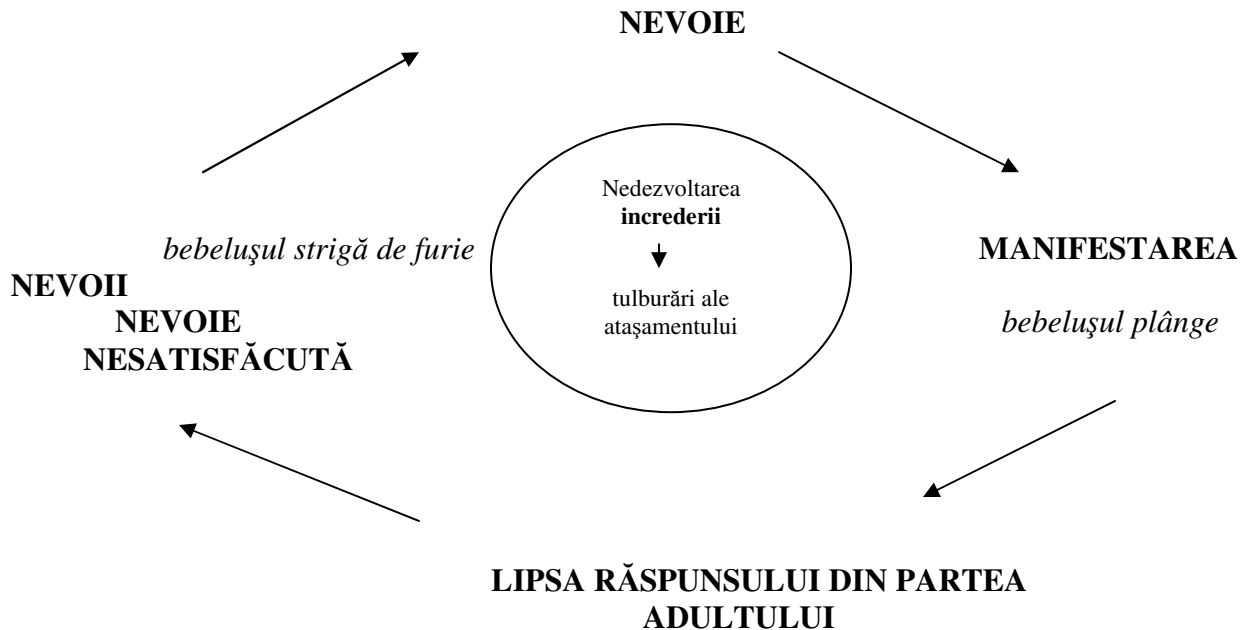 NEVOIE
Nedezvoltarea
increderii
tulburări ale
ataşamentului
MANIFESTAREA
bebeluşul plânge
bebeluşul strigă de furie
NEVOII
NEVOIE
NESATISFĂCUTĂ
LIPSA RĂSPUNSULUI DIN PARTEA
ADULTULUI